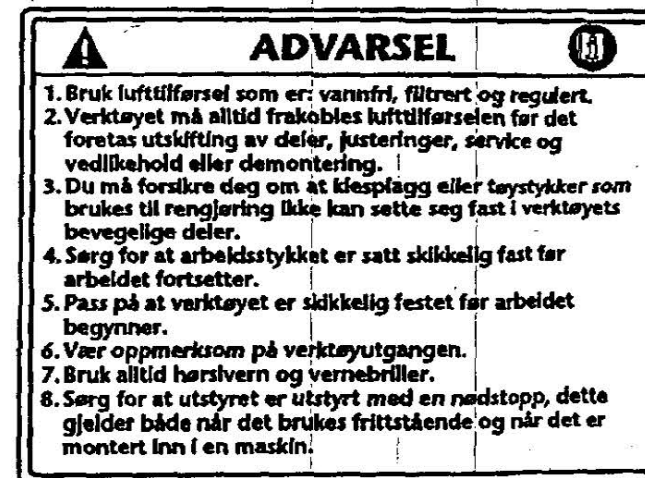 ADVARSEL
1. Bruk lufttilførsel som er: vannfri, filtrert og regulert.
2. Verktøyet må alltid frakobles lufttilførselen før det
foretas utskifting av deler, justeringer, service og
vedlikehold eller demontering.
3. Du må forsikre deg om at klesplagg eller tøystykker som
brukes til rengjøring ikke kan sette seg fast i verktøyets
bevegelige deler.
4. Sørg for at arbeidsstykket er satt skikkelig fast før
arbeidet fortsetter.
5. Pass på at verktøyet er skikkelig festet før arbeidet
begynner.
6. Vær oppmerksom på verktøyutgangen.
7. Bruk alltid hørslvern og vernebriller.
8. Sørg for at utstyret er utstyrt med en nødstopp, dette
gjelder både når det brukes frittstående og når det er
montert inn i en maskin.